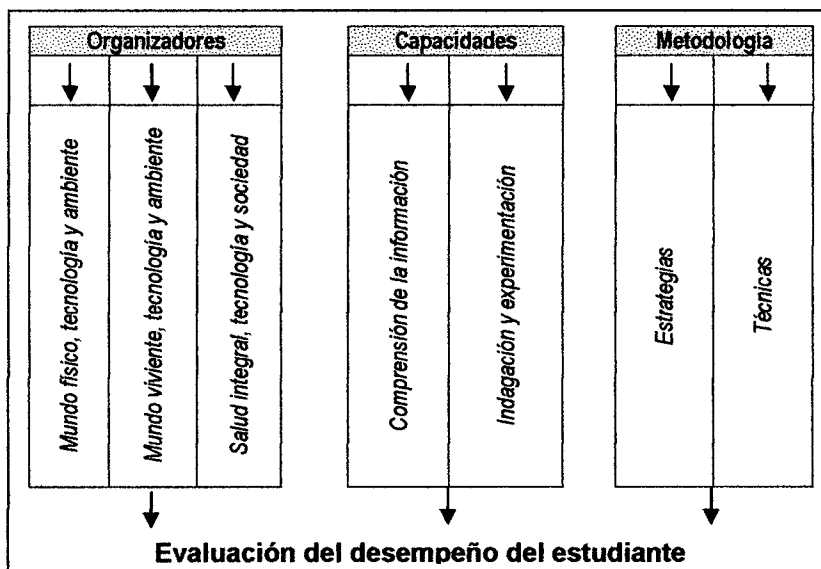 Organizadores
Mundo físico, tecnología y ambiente
Mundo viviente, tecnología y ambiente
Salud integral, tecnología y sociedad
Capacidades
Comprensión de la información
Indagación y experimentación
Metodología
Estrategias
Técnicas
Evaluación del desempeño del estudiante